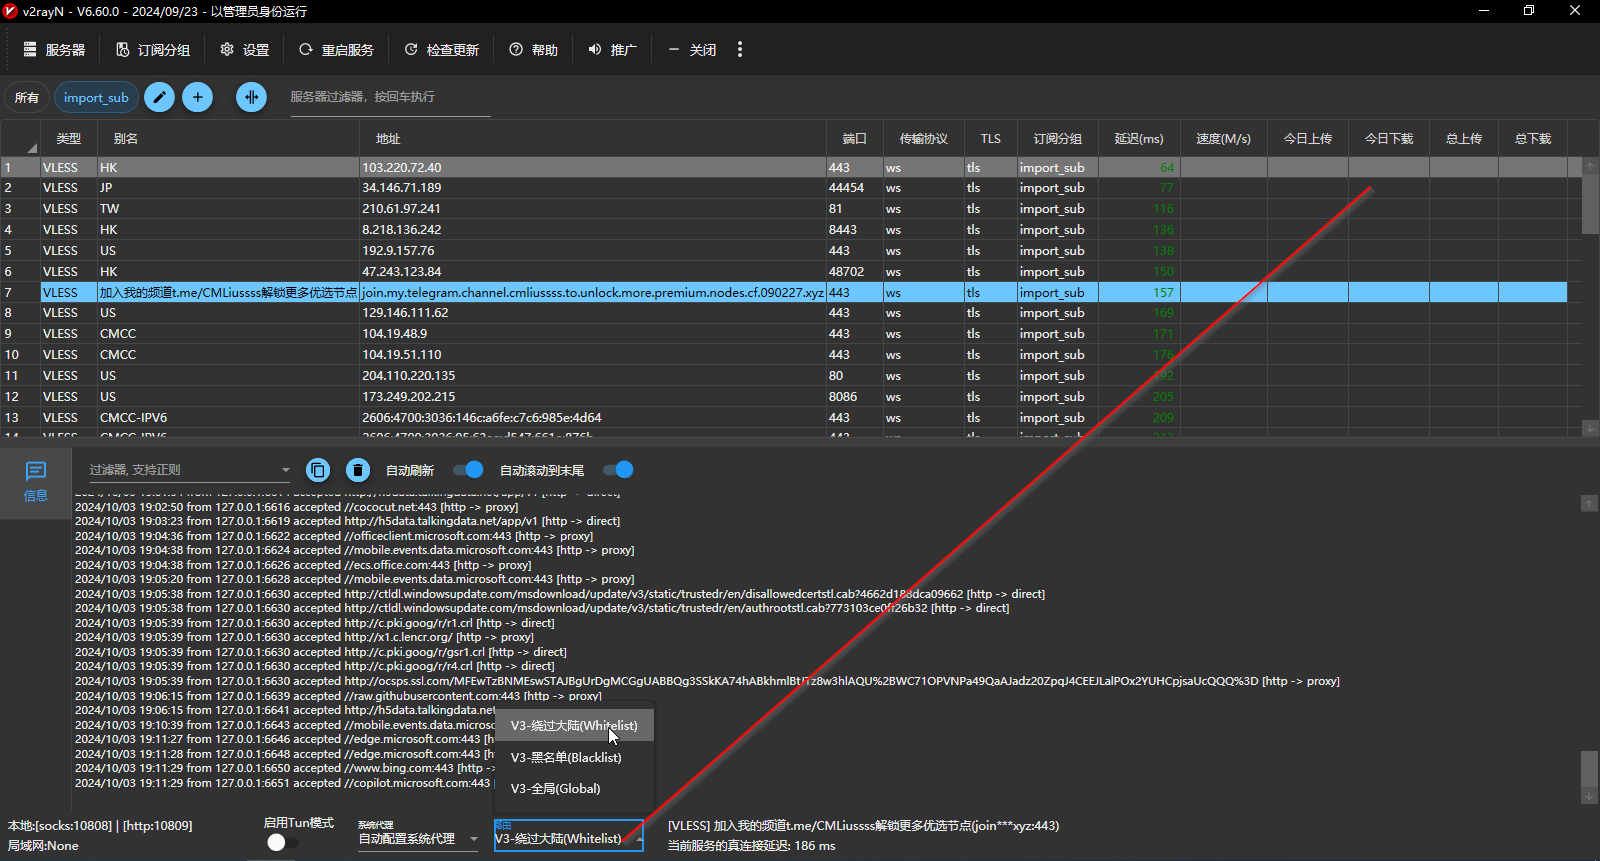 v2rayN - V6.60.0 - 2024/09/23 - 以管理员身份运行
服务器 订阅分组 设置 重启服务 检查更新 帮助 推广 关闭
所有 import_sub 服务器过滤器，按回车执行
类型 别名 地址 端口 传输协议 TLS 订阅分组 延迟(ms) 速度(M/s) 今日上传 今日下载 总上传 总下载
1 VLESS HK 103.220.72.40 443 ws tls import_sub 64
2 VLESS JP 34.146.71.189 44454 ws tls import_sub 77
3 VLESS TW 210.61.97.241 81 ws tls import_sub 116
4 VLESS HK 8.218.136.242 8443 ws tls import_sub 136
5 VLESS US 192.9.157.76 443 ws tls import_sub 138
6 VLESS HK 47.243.123.84 48702 ws tls import_sub 150
7 VLESS 加入我的频道t.me/CMLiussss解锁更多优选节点 join.my.telegram.channel.cmliussss.to.unlock.more.premium.nodes.cf.090227.xyz 443 ws tls import_sub 157
8 VLESS US 129.146.111.62 443 ws tls import_sub 169
9 VLESS CMCC 104.19.48.9 443 ws tls import_sub 171
10 VLESS CMCC 104.19.51.110 443 ws tls import_sub 176
11 VLESS US 204.110.220.135 80 ws tls import_sub
12 VLESS US 173.249.202.215 8086 ws tls import_sub 205
13 VLESS CMCC-IPV6 2606:4700:3036:146c:a6fe:c7c6:985e:4d64 443 ws tls import_sub 209
信息
过滤器, 支持正则 自动刷新 自动滚动到末尾
2024/10/03 19:02:50 from 127.0.0.1:6616 accepted //cococut.net:443 [http -> proxy]
2024/10/03 19:03:23 from 127.0.0.1:6619 accepted http://h5data.talkingdata.net/app/v1 [http -> direct]
2024/10/03 19:04:36 from 127.0.0.1:6622 accepted //officeclient.microsoft.com:443 [http -> proxy]
2024/10/03 19:04:38 from 127.0.0.1:6624 accepted //mobile.events.data.microsoft.com:443 [http -> proxy]
2024/10/03 19:04:38 from 127.0.0.1:6626 accepted //ecs.office.com:443 [http -> proxy]
2024/10/03 19:05:20 from 127.0.0.1:6628 accepted //mobile.events.data.microsoft.com:443 [http -> proxy]
2024/10/03 19:05:38 from 127.0.0.1:6630 accepted http://ctldl.windowsupdate.com/msdownload/update/v3/static/trustedr/en/disallowedcertstl.cab?4662d188dca09662 [http -> direct]
2024/10/03 19:05:38 from 127.0.0.1:6630 accepted http://ctldl.windowsupdate.com/msdownload/update/v3/static/trustedr/en/authrootstl.cab?773103ce0ff26b32 [http -> direct]
2024/10/03 19:05:39 from 127.0.0.1:6630 accepted http://c.pki.goog/r/r1.crl [http -> direct]
2024/10/03 19:05:39 from 127.0.0.1:6630 accepted http://x1.c.lencr.org/ [http -> proxy]
2024/10/03 19:05:39 from 127.0.0.1:6630 accepted http://c.pki.goog/r/gsr1.crl [http -> direct]
2024/10/03 19:05:39 from 127.0.0.1:6630 accepted http://c.pki.goog/r/r4.crl [http -> direct]
2024/10/03 19:05:39 from 127.0.0.1:6630 accepted [http -> proxy]
2024/10/03 19:06:15 from 127.0.0.1:6639 accepted //raw.githubusercontent.com:443 [http -> proxy]
2024/10/03 19:06:15 from 127.0.0.1:6641 accepted http://h5data.talkingdata.net
2024/10/03 19:10:39 from 127.0.0.1:6643 accepted //mobile.events.data.microsc
2024/10/03 19:11:27 from 127.0.0.1:6646 accepted //edge.microsoft.com:443 [h
2024/10/03 19:11:28 from 127.0.0.1:6648 accepted //edge.microsoft.com:443 [h
2024/10/03 19:11:29 from 127.0.0.1:6650 accepted //www.bing.com:443 [http ->
2024/10/03 19:11:29 from 127.0.0.1:6651 accepted //copilot.microsoft.com:443
V3-绕过大陆(Whitelist)
V3-黑名单(Blacklist)
V3-全局(Global)
本地:[socks:10808] | [http:10809]
局域网:None
启用Tun模式
系统代理
自动配置系统代理
路由
V3-绕过大陆(Whitelist)
[VLESS] 加入我的频道t.me/CMLiussss解锁更多优选节点(join***xyz:443)
当前服务的真连接延迟: 186 ms